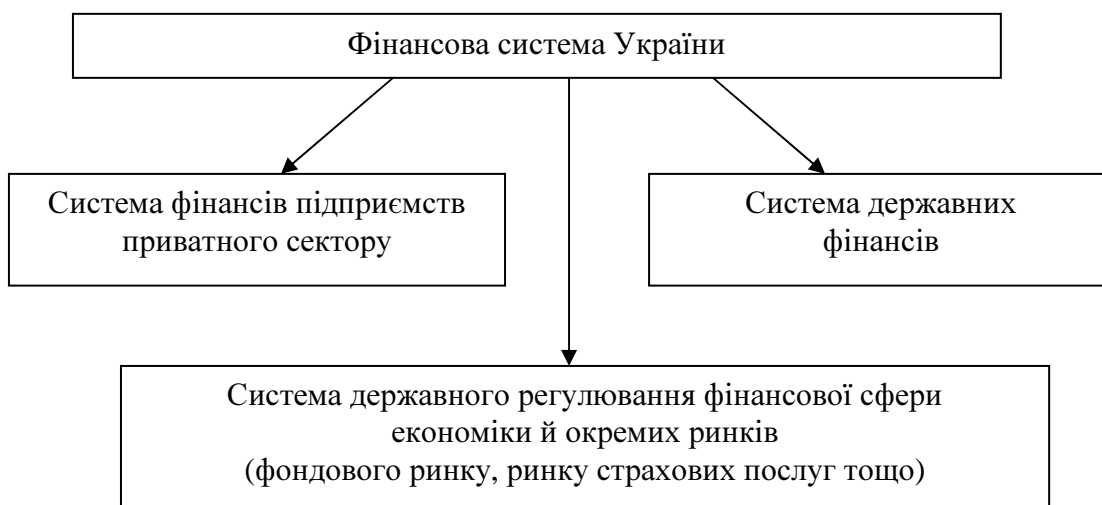 Фінансова система України
Система фінансів підприємств
приватного сектору
Система державних
фінансів
Система державного регулювання фінансової сфери
економіки й окремих ринків
(фондового ринку, ринку страхових послуг тощо)